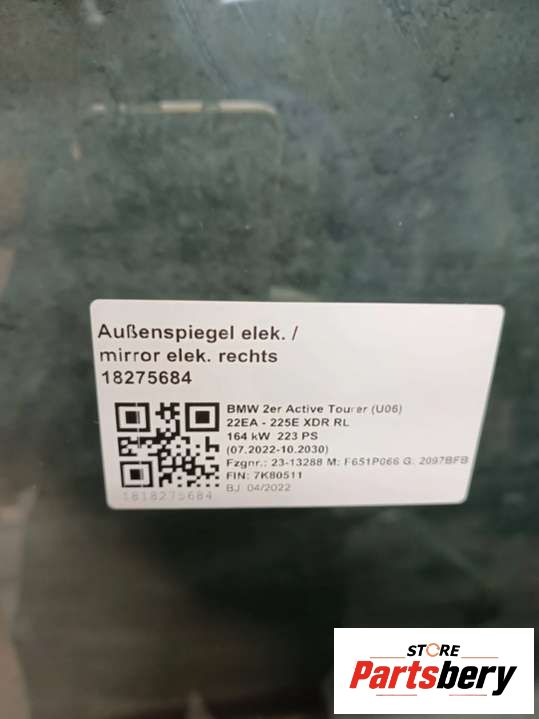 Außenspiegel elek. /
mirror elek. rechts
18275684
BMW 2er Active Tourer (U06)
22EA - 225E XDR RL
164 kW 223 PS
(07.2022-10.2030)
Fzgnr.: 23-13288 M: F651P066 G: 2097BFB
FIN: 7K80511
BJ: 04/2022
1818275684
STORE
Partsbery